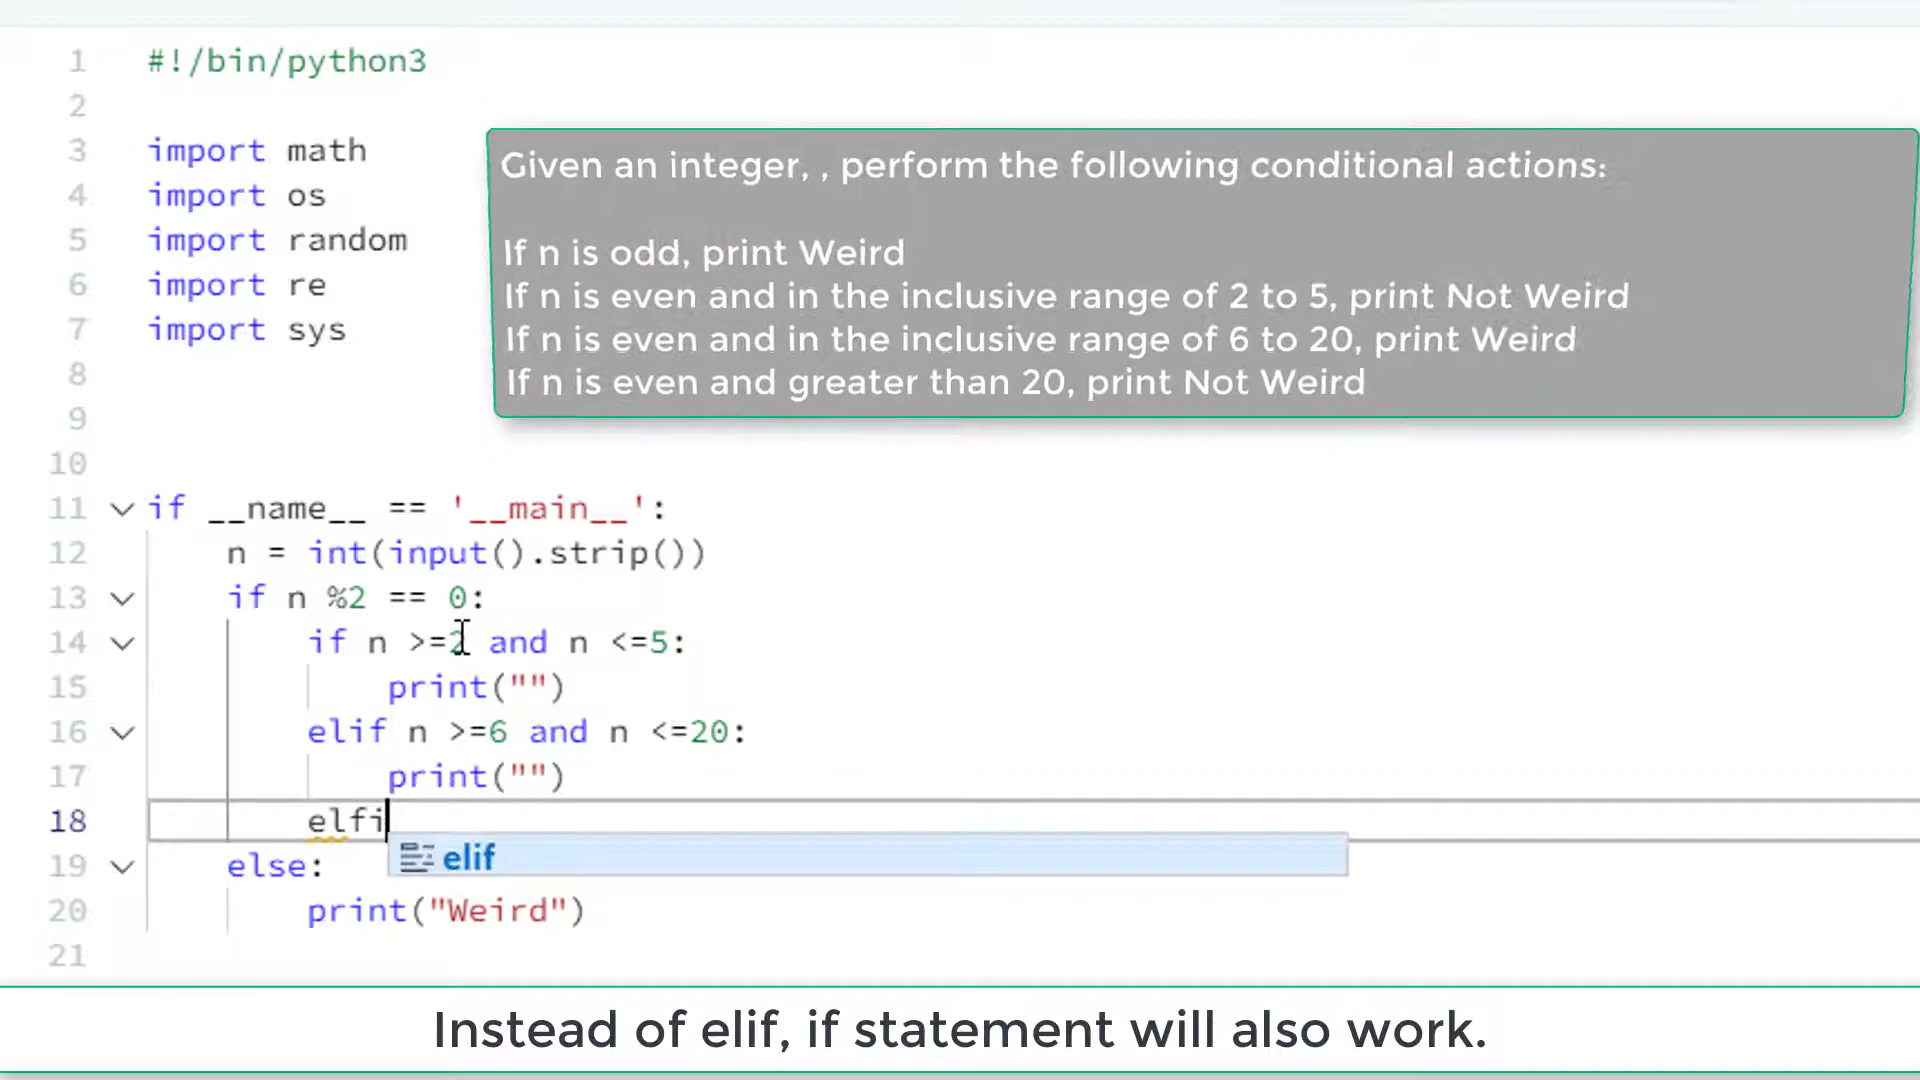 1 #!/bin/python3
2
3 import math
4 import os
5 import random
6 import re
7 import sys
8
9
10
Given an integer, , perform the following conditional actions:
If n is odd, print Weird
If n is even and in the inclusive range of 2 to 5, print Not Weird
If n is even and in the inclusive range of 6 to 20, print Weird
If n is even and greater than 20, print Not Weird
11 if __name__ == '__main__':
12 n = int(input().strip())
13 if n %2 == 0:
14 if n >=2 and n <=5:
15 print("")
16 elif n >=6 and n <=20:
17 print("")
18 elfi
elif
19 else:
20 print("Weird")
21
Instead of elif, if statement will also work.